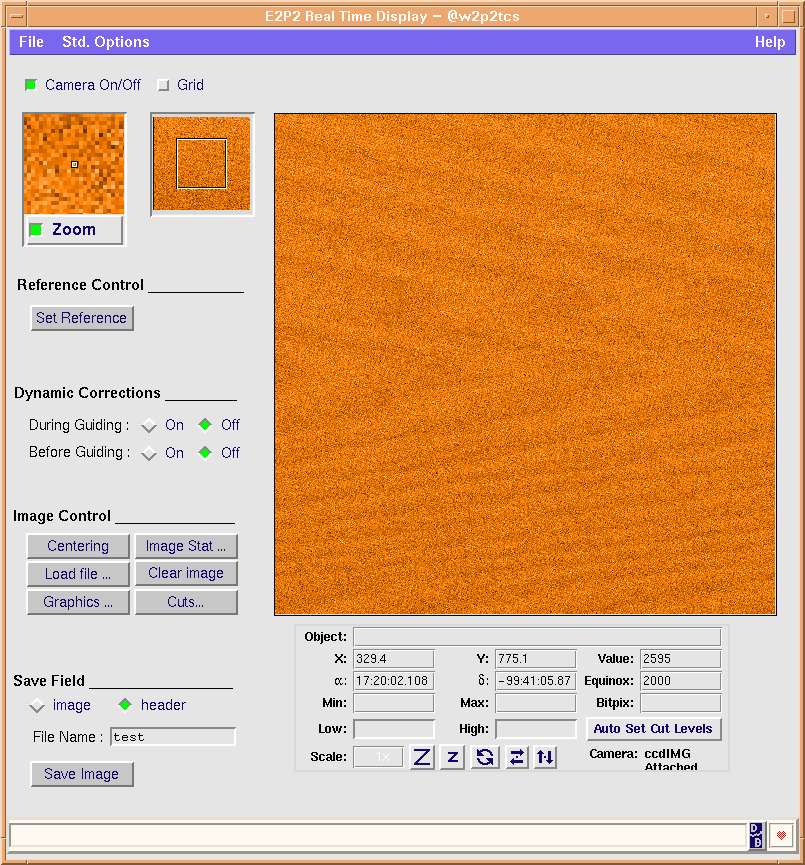 E2P2 Real Time Display – @w2p2tcs
File Std. Options Help
Camera On/Off Grid
Zoom
Reference Control
Set Reference
Dynamic Corrections
During Guiding : On Off
Before Guiding : On Off
Image Control
Centering Image Stat ...
Load file ... Clear image
Graphics ... Cuts...
Save Field
image header
File Name : test
Save Image
Object:
X: 329.4 Y: 775.1 Value: 2595
α: 17:20:02.108 δ: -99:41:05.87 Equinox: 2000
Min: Max: Bitpix:
Low: High: Auto Set Cut Levels
Scale: 1x Z z Camera: ccdIMG
Attached
D B